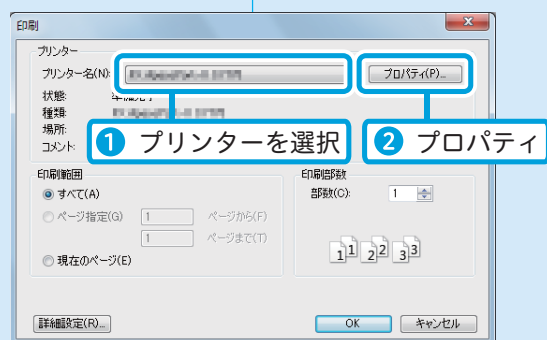 印刷
プリンター
プリンター名(N):
プロパティ(P)...
状態:
種類:
場所:
コメント:
1 プリンターを選択
2 プロパティ
印刷範囲
すべて(A)
ページ指定(G) 1 ページから(F)
1 ページまで(T)
現在のページ(E)
印刷部数
部数(C): 1
1 1 2 2 3 3
詳細設定(R)...
OK
キャンセル